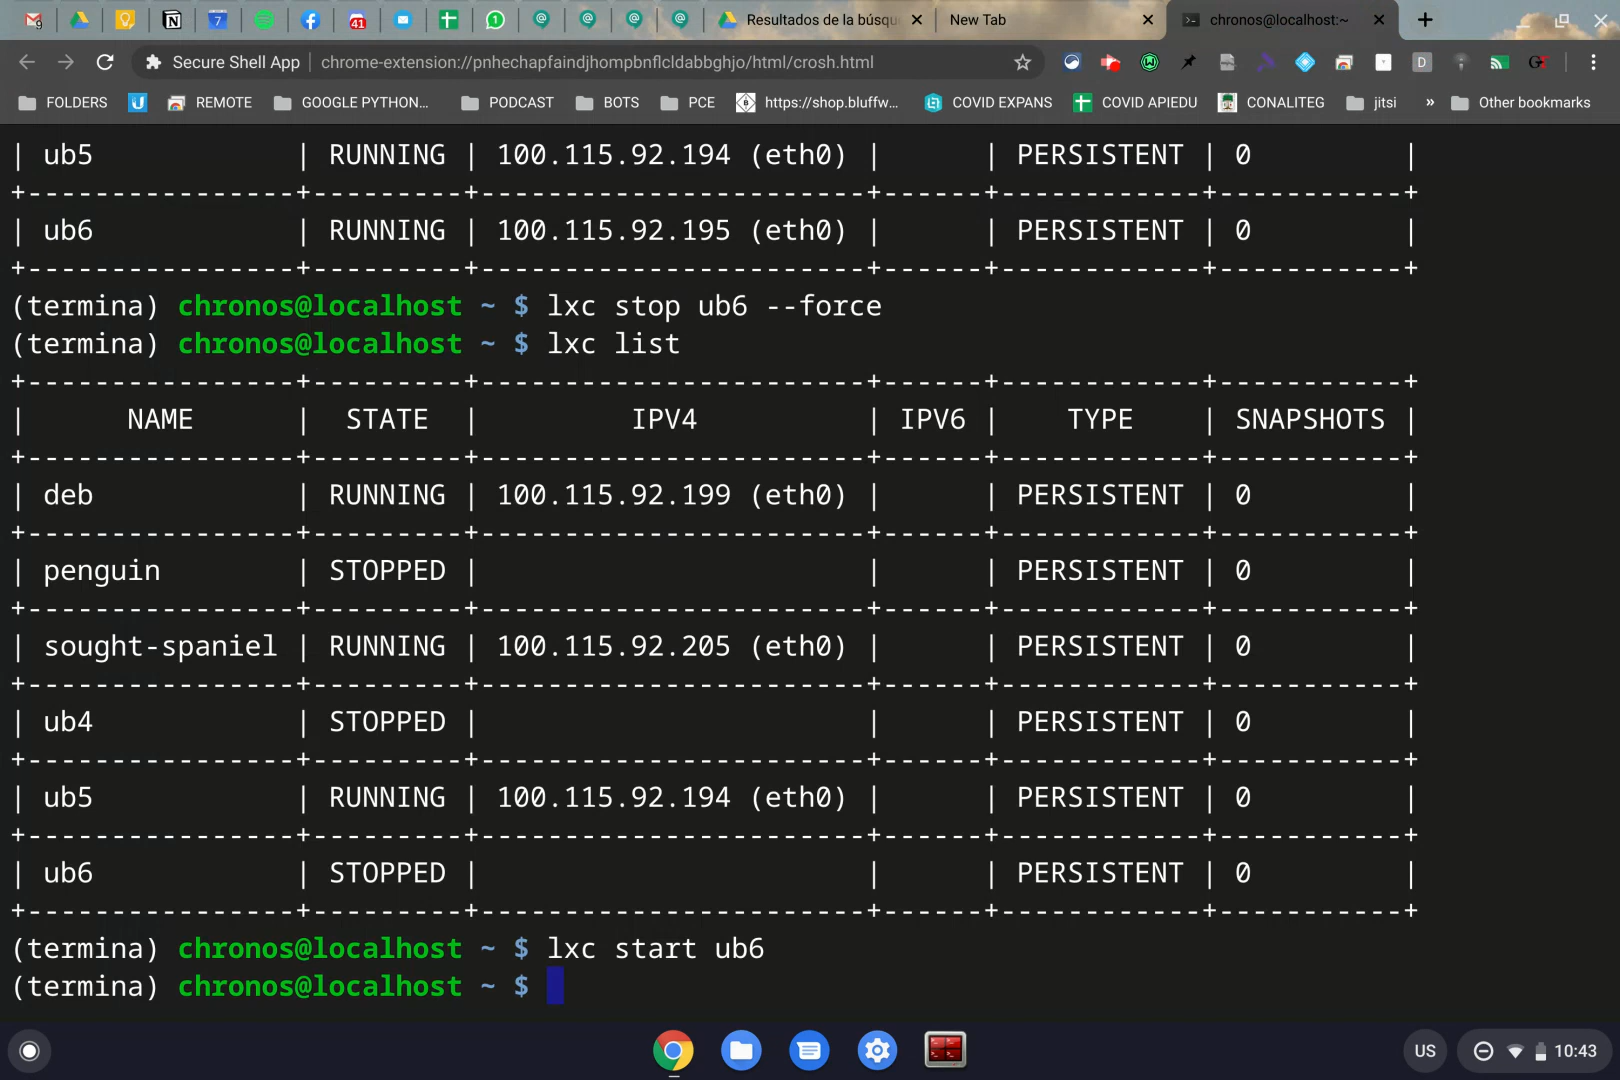 41
7
1
Resultados de la búsqu
New Tab
chronos@localhost:~
Secure Shell App | chrome-extension://pnhechapfaindjhompbnflcldabbghjo/html/crosh.html
D
FOLDERS
REMOTE
GOOGLE PYTHON...
PODCAST
BOTS
PCE
https://shop.bluffw...
COVID EXPANS
COVID APIEDU
CONALITEG
jitsi
»
Other bookmarks
| ub5 | RUNNING | 100.115.92.194 (eth0) | | PERSISTENT | 0 |
+-----------------+---------+-----------------------+------+------------+-----------+
| ub6 | RUNNING | 100.115.92.195 (eth0) | | PERSISTENT | 0 |
+-----------------+---------+-----------------------+------+------------+-----------+
(termina) chronos@localhost ~ $ lxc stop ub6 --force
(termina) chronos@localhost ~ $ lxc list
+-----------------+---------+-----------------------+------+------------+-----------+
| NAME | STATE | IPV4 | IPV6 | TYPE | SNAPSHOTS |
+-----------------+---------+-----------------------+------+------------+-----------+
| deb | RUNNING | 100.115.92.199 (eth0) | | PERSISTENT | 0 |
+-----------------+---------+-----------------------+------+------------+-----------+
| penguin | STOPPED | | | PERSISTENT | 0 |
+-----------------+---------+-----------------------+------+------------+-----------+
| sought-spaniel | RUNNING | 100.115.92.205 (eth0) | | PERSISTENT | 0 |
+-----------------+---------+-----------------------+------+------------+-----------+
| ub4 | STOPPED | | | PERSISTENT | 0 |
+-----------------+---------+-----------------------+------+------------+-----------+
| ub5 | RUNNING | 100.115.92.194 (eth0) | | PERSISTENT | 0 |
+-----------------+---------+-----------------------+------+------------+-----------+
| ub6 | STOPPED | | | PERSISTENT | 0 |
+-----------------+---------+-----------------------+------+------------+-----------+
(termina) chronos@localhost ~ $ lxc start ub6
(termina) chronos@localhost ~ $
US
10:43